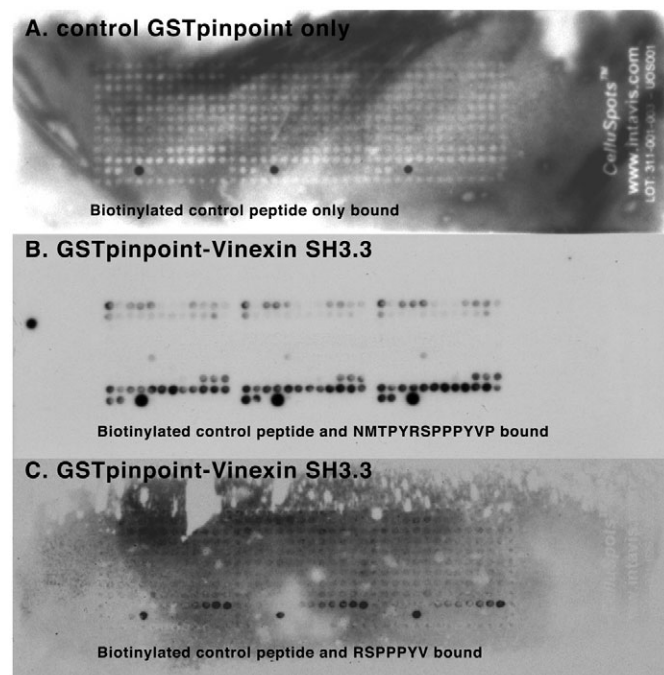 A. control GSTpinpoint only
CelluSpots™
www.intavis.com
Biotinylated control peptide only bound
B. GSTpinpoint-Vinexin SH3.3
Biotinylated control peptide and NMTPYRSPPPYVP bound
C. GSTpinpoint-Vinexin SH3.3
Biotinylated control peptide and RSPPPYV bound